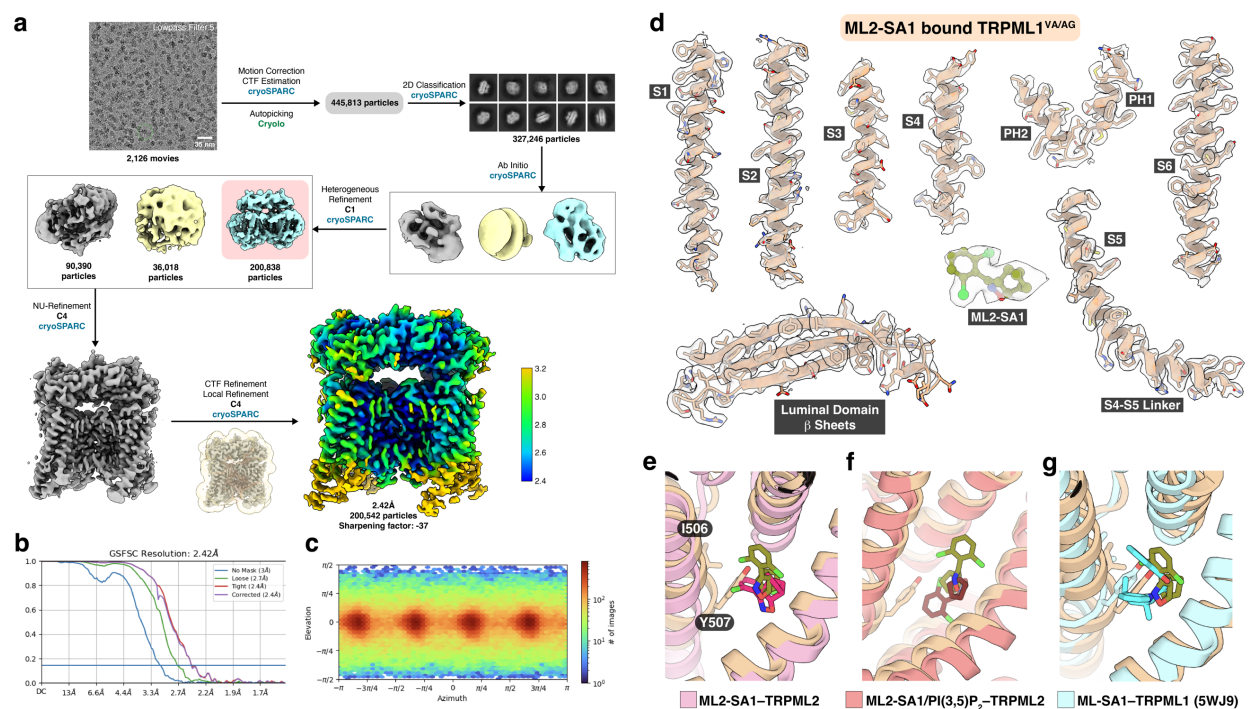 a
Lowpass Filter 5
35 nm
2,126 movies
Motion Correction
CTF Estimation
cryoSPARC
Autopicking
Cryolo
445,813 particles
2D Classification
cryoSPARC
327,246 particles
Ab Initio
cryoSPARC
Heterogeneous
Refinement
C1
cryoSPARC
90,390
particles
36,018
particles
200,838
particles
NU-Refinement
C4
cryoSPARC
CTF Refinement
Local Refinement
C4
cryoSPARC
3.2
3.0
2.8
2.6
2.4
2.42Å
200,542 particles
Sharpening factor: -37
b
GSFSC Resolution: 2.42Å
1.0
0.8
0.6
0.4
0.2
0.0
No Mask (3Å)
Loose (2.7Å)
Tight (2.4Å)
Corrected (2.4Å)
DC 13Å 6.6Å 4.4Å 3.3Å 2.7Å 2.2Å 1.9Å 1.7Å
c
π/2
π/4
0
−π/4
−π/2
Elevation
−π −3π/4 −π/2 −π/4 0 π/4 π/2 3π/4 π
Azimuth
10²
10¹
10⁰
# of images
d
ML2-SA1 bound TRPML1^VA/AG
S1
S2
S3
S4
PH2
PH1
S6
S5
ML2-SA1
S4-S5 Linker
Luminal Domain
β Sheets
e
I506
Y507
ML2-SA1–TRPML2
f
ML2-SA1/PI(3,5)P₂–TRPML2
g
ML-SA1–TRPML1 (5WJ9)